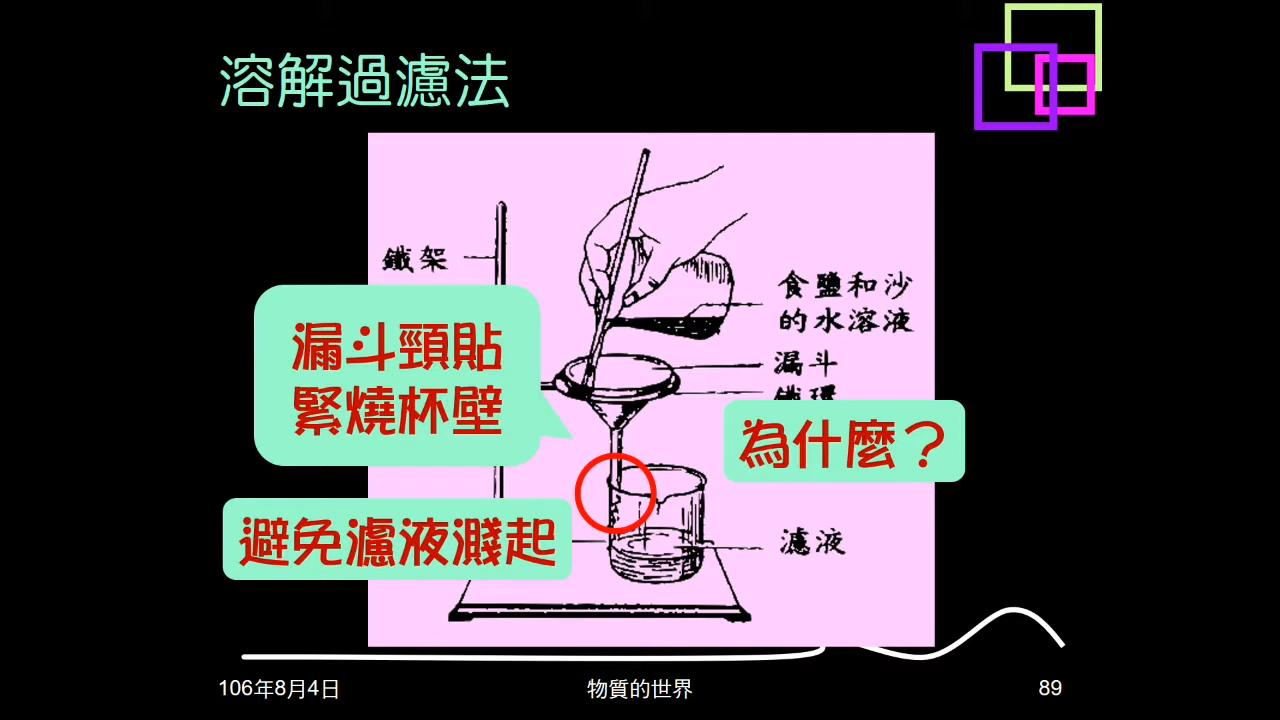 溶解過濾法
鐵架
食鹽和沙
的水溶液
漏斗
鐵環
漏斗頸貼
緊燒杯壁
為什麼？
避免濾液濺起
濾液
106年8月4日
物質的世界
89